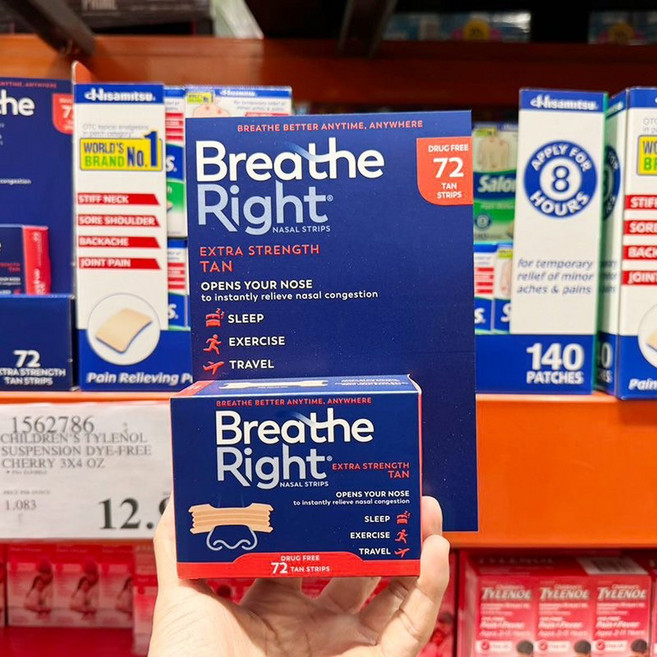 BREATHE BETTER ANYTIME, ANYWHERE
Breathe
Right®
NASAL STRIPS
DRUG FREE
72
TAN
STRIPS
EXTRA STRENGTH
TAN
OPENS YOUR NOSE
to instantly relieve nasal congestion
SLEEP
EXERCISE
TRAVEL
BREATHE BETTER ANYTIME, ANYWHERE
Breathe
Right®
NASAL STRIPS
EXTRA STRENGTH
TAN
OPENS YOUR NOSE
to instantly relieve nasal congestion
SLEEP
EXERCISE
TRAVEL
DRUG FREE
72 TAN STRIPS
Hisamitsu®
WORLD'S
BRAND No.1
STIFF NECK
SORE SHOULDER
BACKACHE
JOINT PAIN
Pain Relieving P
72
EXTRA STRENGTH
TAN STRIPS
1562786
CHILDREN'S TYLENOL
SUSPENSION DYE-FREE
CHERRY 3X4 OZ
1.083
12.
Hisamitsu
Hisamitsu
APPLY FOR
8
HOURS
for temporary
relief of minor
aches & pains
140
PATCHES
Salon
TYLENOL
TYLENOL
TYLENOL